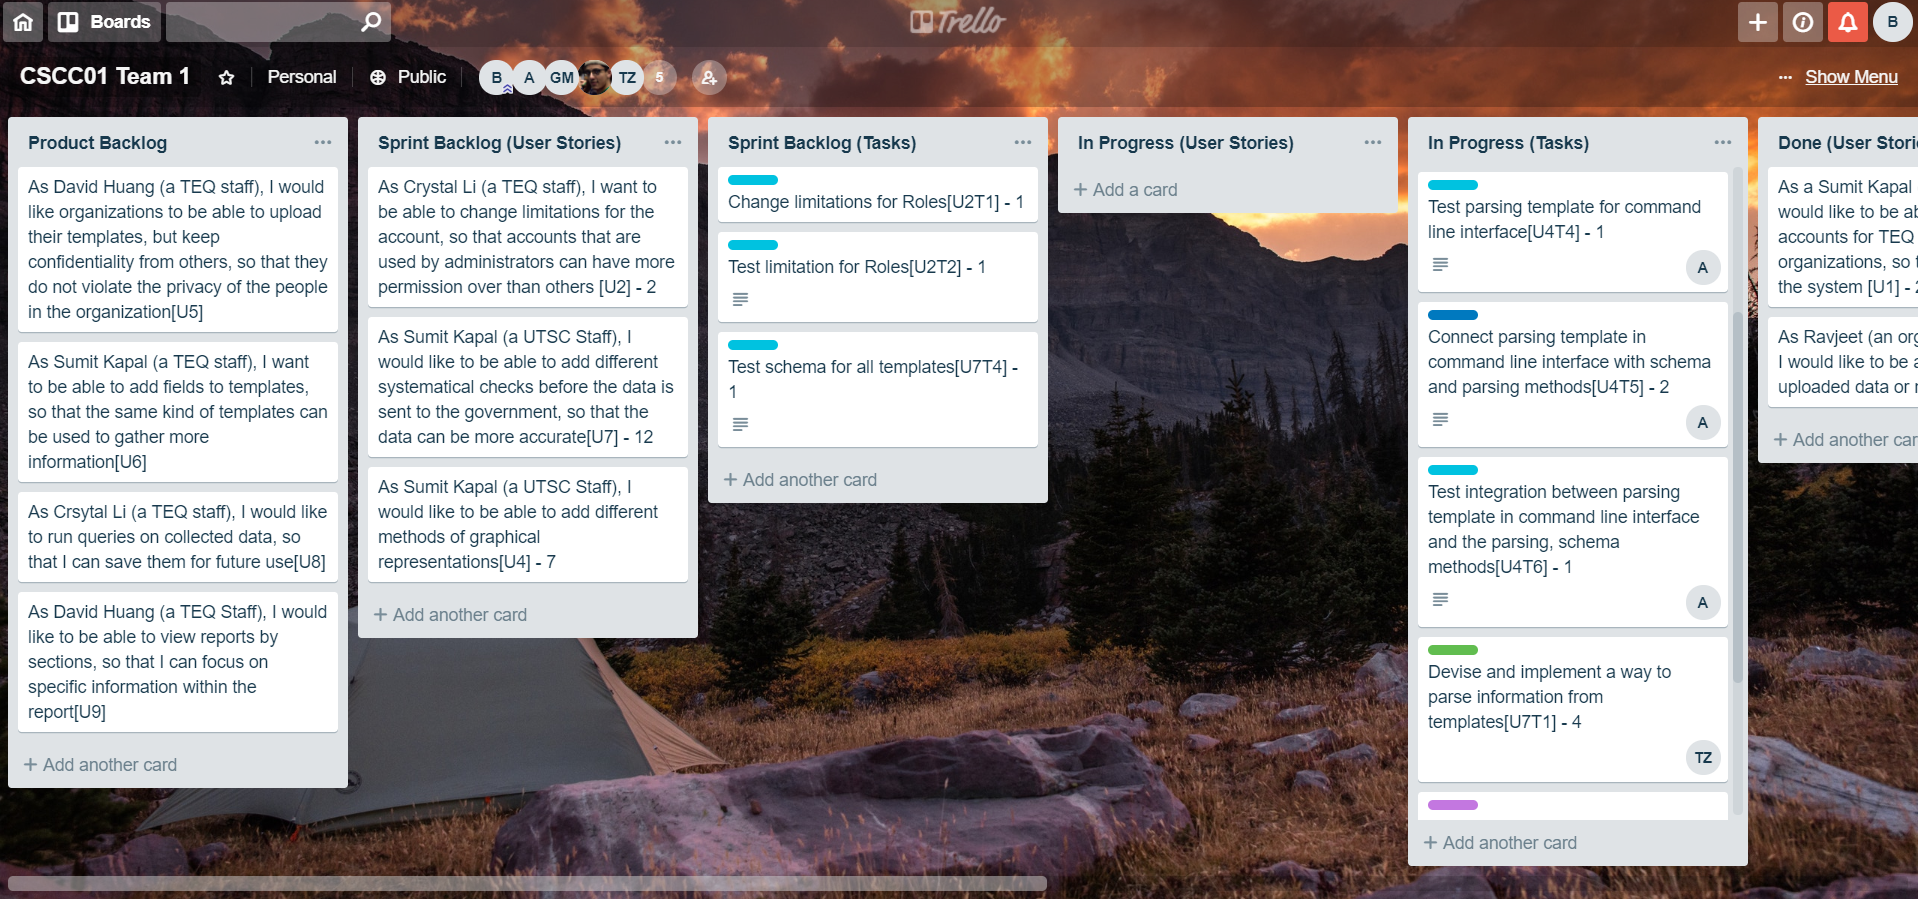 Boards
Trello
B
CSCC01 Team 1
Personal
Public
B A GM TZ 5
Show Menu
Product Backlog
As David Huang (a TEQ staff), I would
like organizations to be able to upload
their templates, but keep
confidentiality from others, so that they
do not violate the privacy of the people
in the organization[U5]
As Sumit Kapal (a TEQ staff), I want
to be able to add fields to templates,
so that the same kind of templates can
be used to gather more
information[U6]
As Crsytal Li (a TEQ staff), I would like
to run queries on collected data, so
that I can save them for future use[U8]
As David Huang (a TEQ Staff), I would
like to be able to view reports by
sections, so that I can focus on
specific information within the
report[U9]
+ Add another card
Sprint Backlog (User Stories)
As Crystal Li (a TEQ staff), I want to
be able to change limitations for the
account, so that accounts that are
used by administrators can have more
permission over than others [U2] - 2
As Sumit Kapal (a UTSC Staff), I
would like to be able to add different
systematical checks before the data is
sent to the government, so that the
data can be more accurate[U7] - 12
As Sumit Kapal (a UTSC Staff), I
would like to be able to add different
methods of graphical
representations[U4] - 7
+ Add another card
Sprint Backlog (Tasks)
Change limitations for Roles[U2T1] - 1
Test limitation for Roles[U2T2] - 1
Test schema for all templates[U7T4] -
1
+ Add another card
In Progress (User Stories)
+ Add a card
In Progress (Tasks)
Test parsing template for command
line interface[U4T4] - 1
A
Connect parsing template in
command line interface with schema
and parsing methods[U4T5] - 2
A
Test integration between parsing
template in command line interface
and the parsing, schema
methods[U4T6] - 1
A
Devise and implement a way to
parse information from
templates[U7T1] - 4
TZ
+ Add another card
Done (User Stori
As a Sumit Kapal
would like to be ab
accounts for TEQ
organizations, so t
the system [U1] -
As Ravjeet (an org
I would like to be a
uploaded data or
+ Add another car